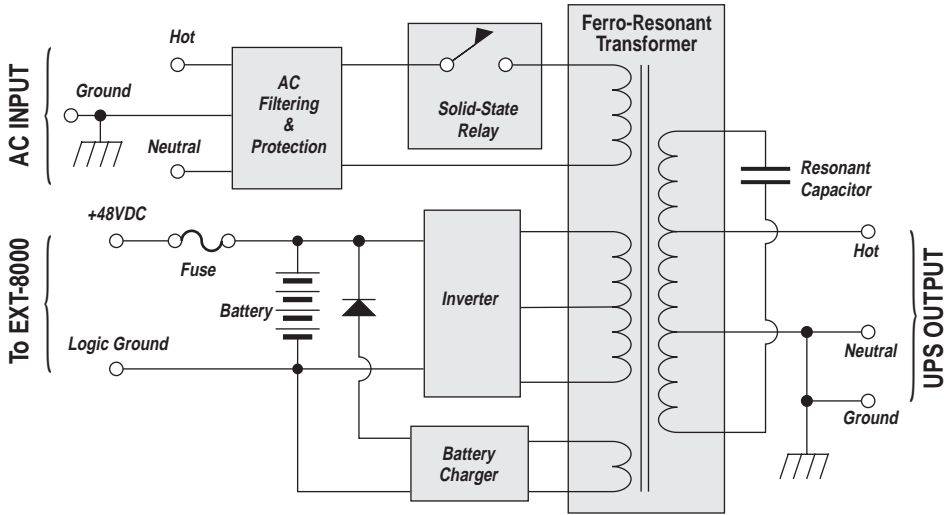 Ferro-Resonant
Transformer
AC INPUT
Hot
Ground
Neutral
AC
Filtering
&
Protection
Solid-State
Relay
Resonant
Capacitor
To EXT-8000
+48VDC
Fuse
Battery
Logic Ground
Inverter
Battery
Charger
UPS OUTPUT
Hot
Neutral
Ground